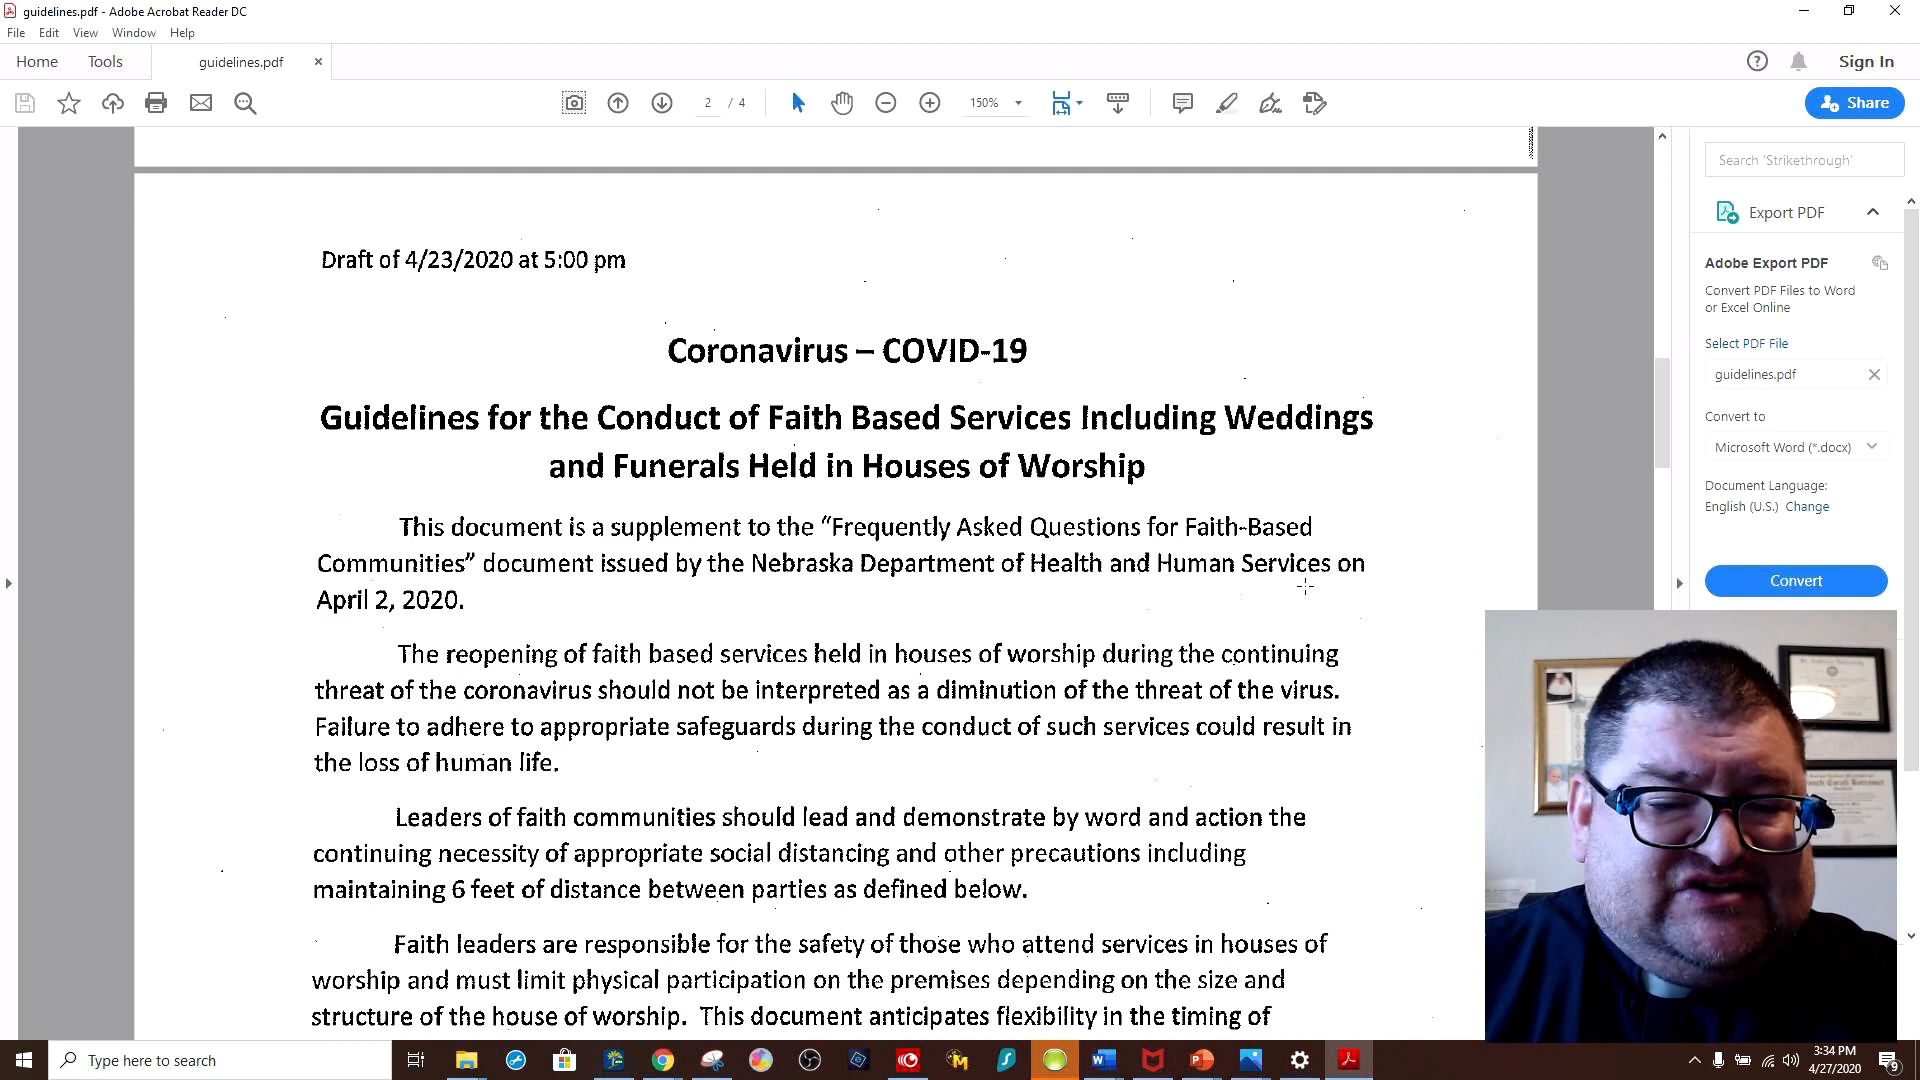 guidelines.pdf - Adobe Acrobat Reader DC
File Edit View Window Help
Home Tools guidelines.pdf Sign In
2 / 4 150% Share
Search 'Strikethrough'
Export PDF
Adobe Export PDF
Convert PDF Files to Word
or Excel Online
Select PDF File
guidelines.pdf
Convert to
Microsoft Word (*.docx)
Document Language:
English (U.S.) Change
Convert
Draft of 4/23/2020 at 5:00 pm
Coronavirus – COVID-19
Guidelines for the Conduct of Faith Based Services Including Weddings
and Funerals Held in Houses of Worship
This document is a supplement to the “Frequently Asked Questions for Faith-Based
Communities” document issued by the Nebraska Department of Health and Human Services on
April 2, 2020.
The reopening of faith based services held in houses of worship during the continuing
threat of the coronavirus should not be interpreted as a diminution of the threat of the virus.
Failure to adhere to appropriate safeguards during the conduct of such services could result in
the loss of human life.
Leaders of faith communities should lead and demonstrate by word and action the
continuing necessity of appropriate social distancing and other precautions including
maintaining 6 feet of distance between parties as defined below.
Faith leaders are responsible for the safety of those who attend services in houses of
worship and must limit physical participation on the premises depending on the size and
structure of the house of worship. This document anticipates flexibility in the timing of
Type here to search
3:34 PM
4/27/2020
9